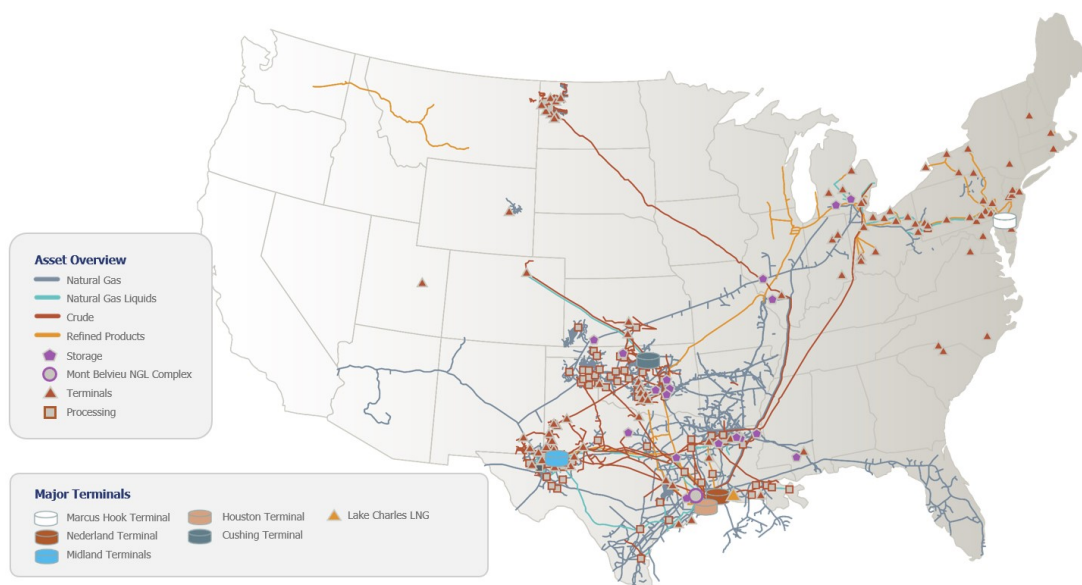 Asset Overview
Natural Gas
Natural Gas Liquids
Crude
Refined Products
Storage
Mont Belvieu NGL Complex
Terminals
Processing
Major Terminals
Marcus Hook Terminal
Nederland Terminal
Midland Terminals
Houston Terminal
Cushing Terminal
Lake Charles LNG